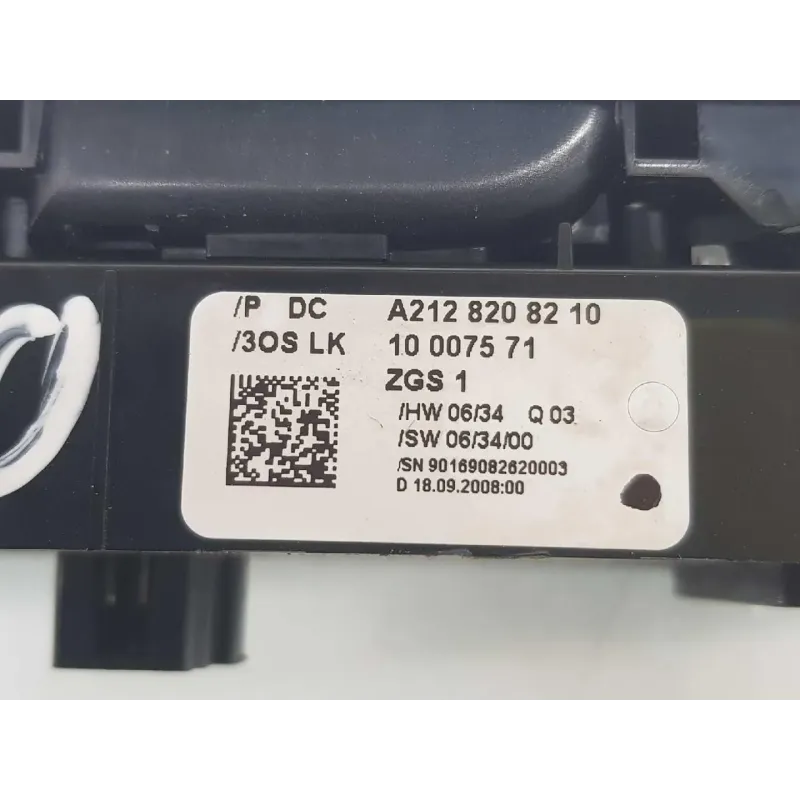 /P DC A212 820 82 10
/3OS LK 10 0075 71
ZGS 1
/HW 06/34 Q 03
/SW 06/34/00
/SN 90169082620003
D 18.09.2008:00